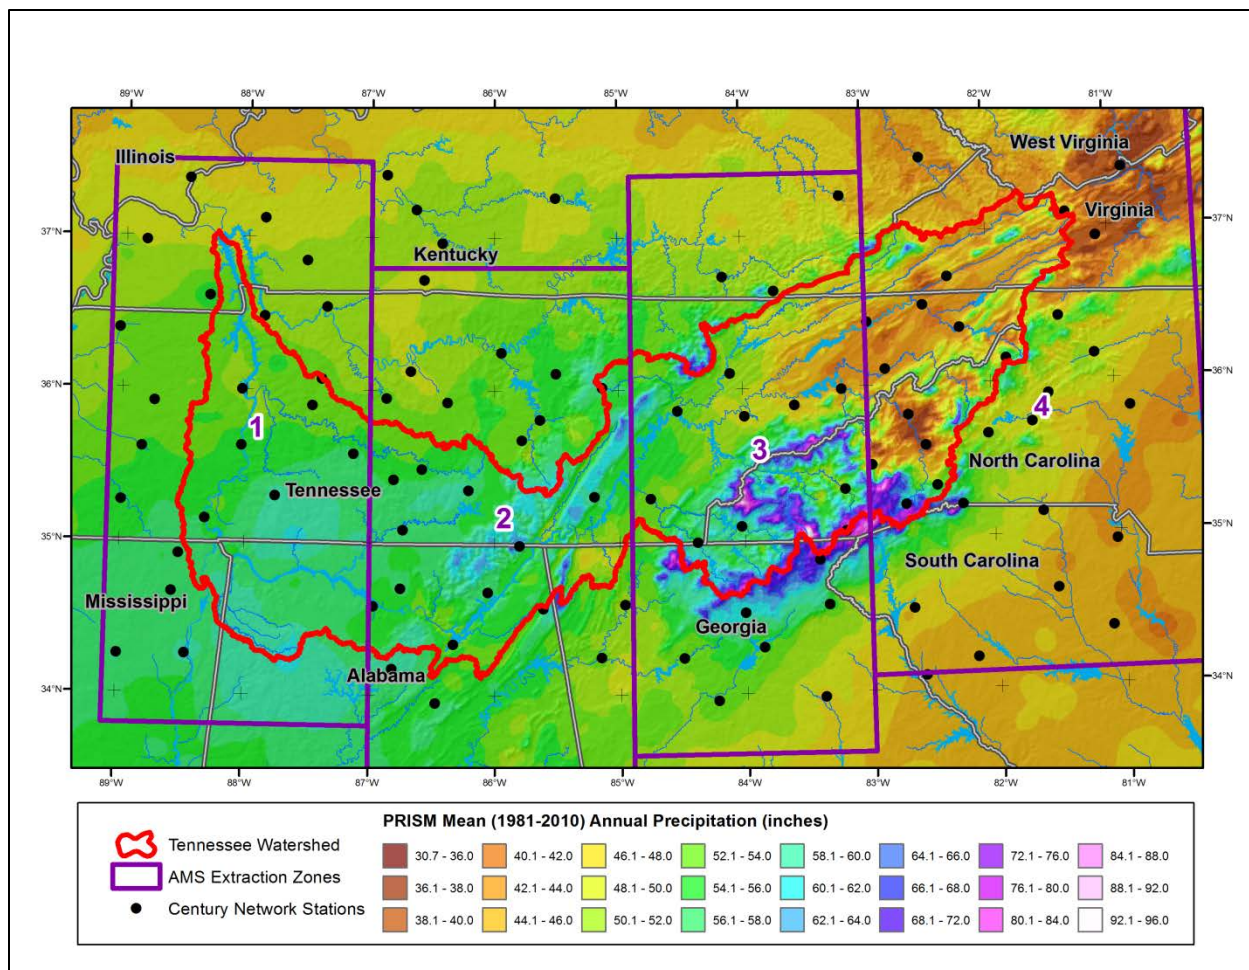 89°W 88°W 87°W 86°W 85°W 84°W 83°W 82°W 81°W
Illinois
West Virginia
Virginia
37°N
37°N
Kentucky
36°N
36°N
1
4
3
North Carolina
Tennessee
2
35°N
35°N
South Carolina
Mississippi
Georgia
Alabama
34°N
34°N
89°W 88°W 87°W 86°W 85°W 84°W 83°W 82°W 81°W
PRISM Mean (1981-2010) Annual Precipitation (inches)
Tennessee Watershed
AMS Extraction Zones
Century Network Stations
30.7 - 36.0 40.1 - 42.0 46.1 - 48.0 52.1 - 54.0 58.1 - 60.0 64.1 - 66.0 72.1 - 76.0 84.1 - 88.0
36.1 - 38.0 42.1 - 44.0 48.1 - 50.0 54.1 - 56.0 60.1 - 62.0 66.1 - 68.0 76.1 - 80.0 88.1 - 92.0
38.1 - 40.0 44.1 - 46.0 50.1 - 52.0 56.1 - 58.0 62.1 - 64.0 68.1 - 72.0 80.1 - 84.0 92.1 - 96.0